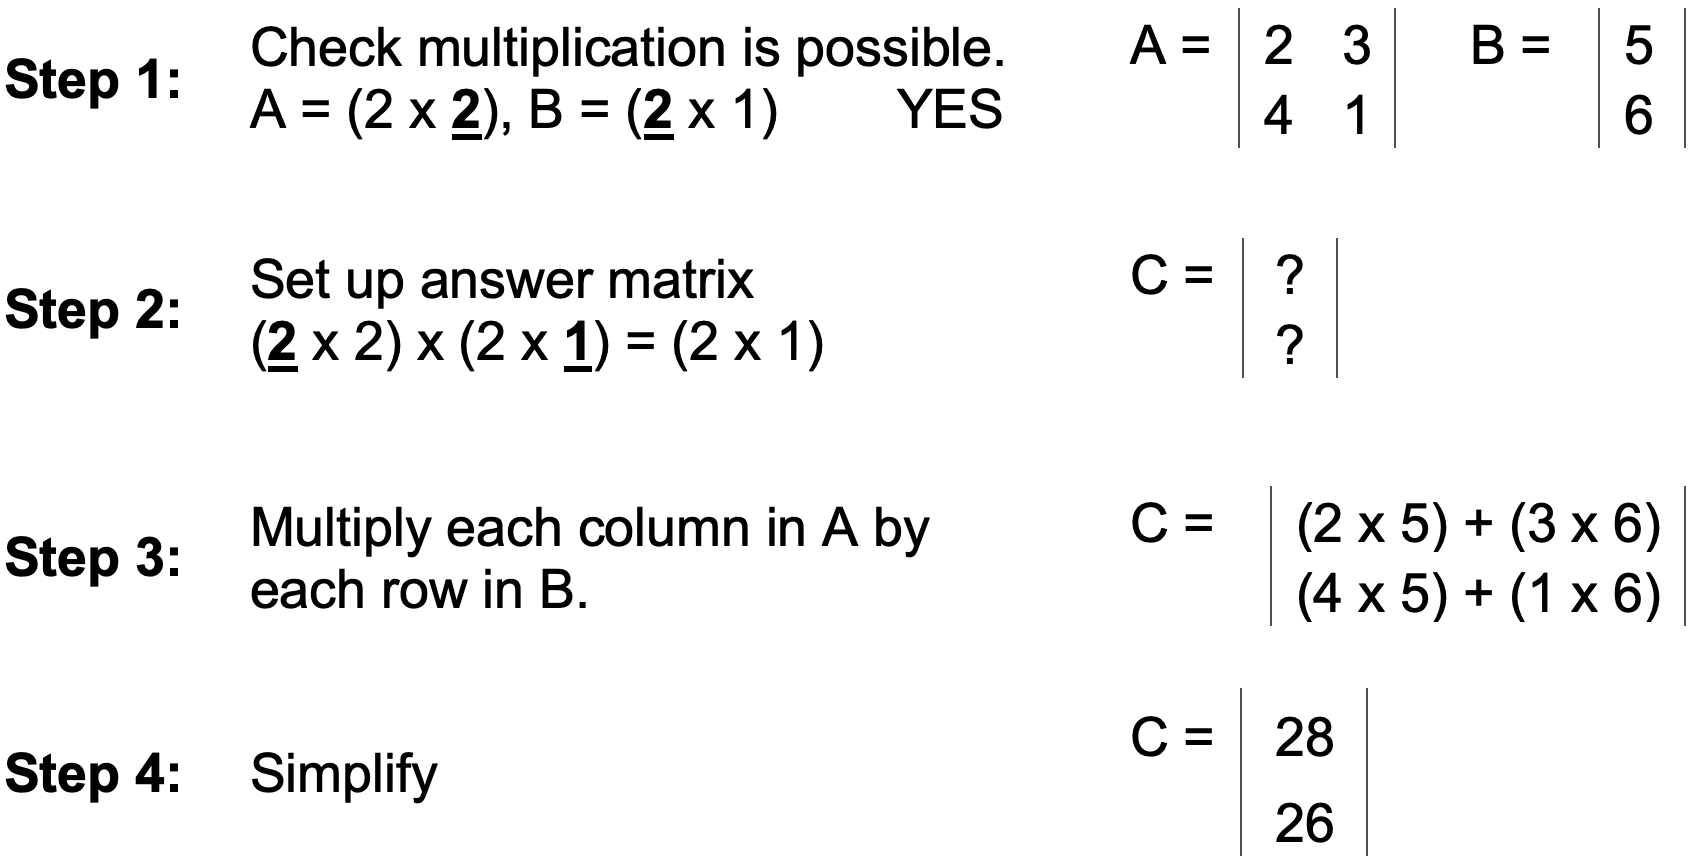 Step 1:
Check multiplication is possible.
A = (2 x 2), B = (2 x 1) YES
A = 2 3 B = 5
4 1 6
Step 2:
Set up answer matrix
(2 x 2) x (2 x 1) = (2 x 1)
C = ?
?
Step 3:
Multiply each column in A by
each row in B.
C = (2 x 5) + (3 x 6)
(4 x 5) + (1 x 6)
Step 4:
Simplify
C = 28
26